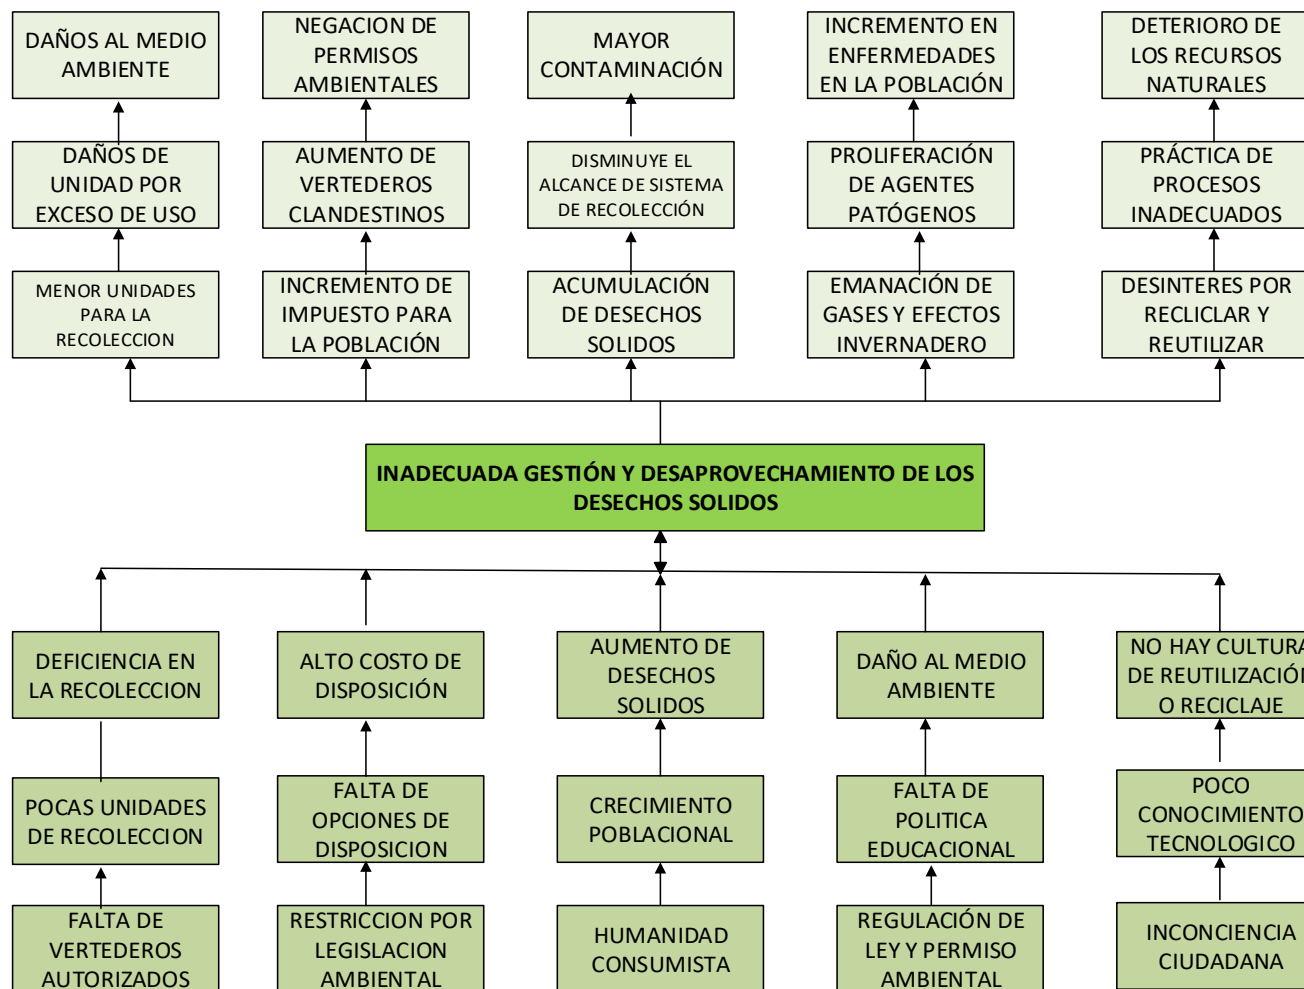 DAÑOS AL MEDIO
AMBIENTE
NEGACION DE
PERMISOS
AMBIENTALES
MAYOR
CONTAMINACIÓN
INCREMENTO EN
ENFERMEDADES
EN LA POBLACIÓN
DETERIORO DE
LOS RECURSOS
NATURALES
DAÑOS DE
UNIDAD POR
EXCESO DE USO
AUMENTO DE
VERTEDEROS
CLANDESTINOS
DISMINUYE EL
ALCANCE DE SISTEMA
DE RECOLECCIÓN
PROLIFERACIÓN
DE AGENTES
PATÓGENOS
PRÁCTICA DE
PROCESOS
INADECUADOS
MENOR UNIDADES
PARA LA
RECOLECCION
INCREMENTO DE
IMPUESTO PARA
LA POBLACIÓN
ACUMULACIÓN
DE DESECHOS
SOLIDOS
EMANACIÓN DE
GASES Y EFECTOS
INVERNADERO
DESINTERES POR
RECLICLAR Y
REUTILIZAR
INADECUADA GESTIÓN Y DESAPROVECHAMIENTO DE LOS
DESECHOS SOLIDOS
DEFICIENCIA EN
LA RECOLECCION
ALTO COSTO DE
DISPOSICIÓN
AUMENTO DE
DESECHOS
SOLIDOS
DAÑO AL MEDIO
AMBIENTE
NO HAY CULTURA
DE REUTILIZACIÓN
O RECICLAJE
POCAS UNIDADES
DE RECOLECCION
FALTA DE
OPCIONES DE
DISPOSICION
CRECIMIENTO
POBLACIONAL
FALTA DE
POLITICA
EDUCACIONAL
POCO
CONOCIMIENTO
TECNOLOGICO
FALTA DE
VERTEDEROS
AUTORIZADOS
RESTRICCION POR
LEGISLACION
AMBIENTAL
HUMANIDAD
CONSUMISTA
REGULACIÓN DE
LEY Y PERMISO
AMBIENTAL
INCONCIENCIA
CIUDADANA